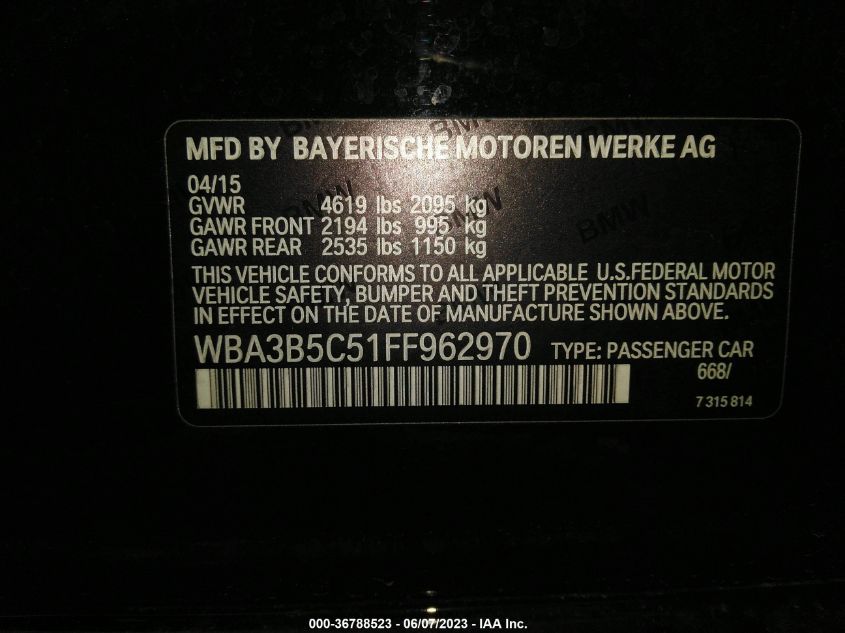 MFD BY BAYERISCHE MOTOREN WERKE AG
04/15
GVWR 4619 lbs 2095 kg
GAWR FRONT 2194 lbs 995 kg
GAWR REAR 2535 lbs 1150 kg
THIS VEHICLE CONFORMS TO ALL APPLICABLE U.S.FEDERAL MOTOR
VEHICLE SAFETY, BUMPER AND THEFT PREVENTION STANDARDS
IN EFFECT ON THE DATE OF MANUFACTURE SHOWN ABOVE.
WBA3B5C51FF962970 TYPE: PASSENGER CAR
668/
7 315 814
000-36788523 - 06/07/2023 - IAA Inc.